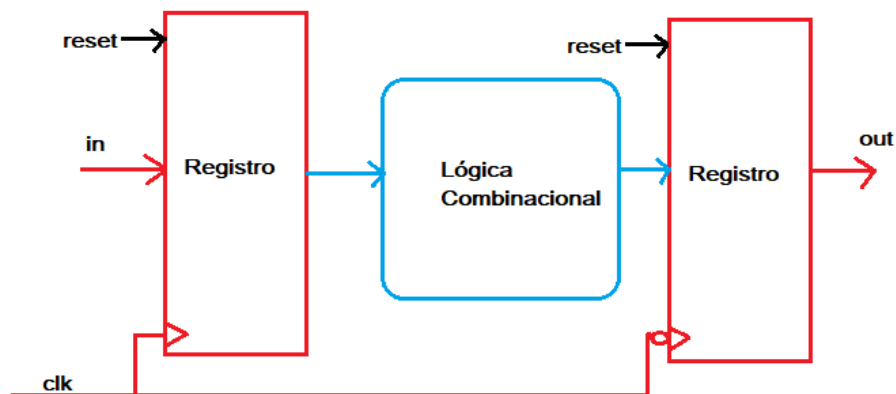 reset
reset
in
Registro
Lógica
Combinacional
Registro
out
clk